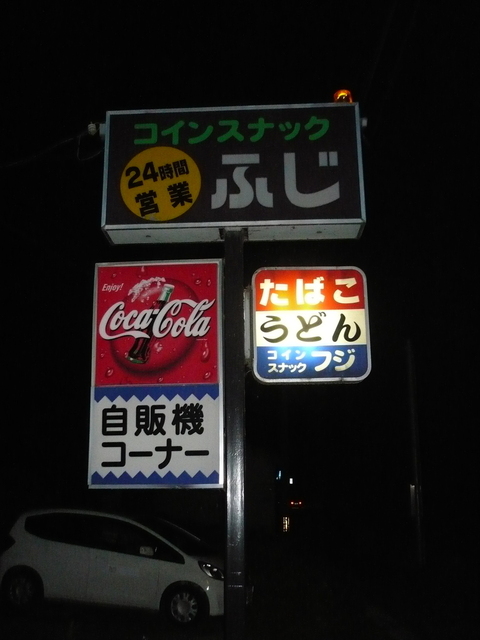 コインスナック
24時間
営業
ふじ
Enjoy!
Coca-Cola
自販機
コーナー
たばこ
うどん
コイン
スナック
フジ